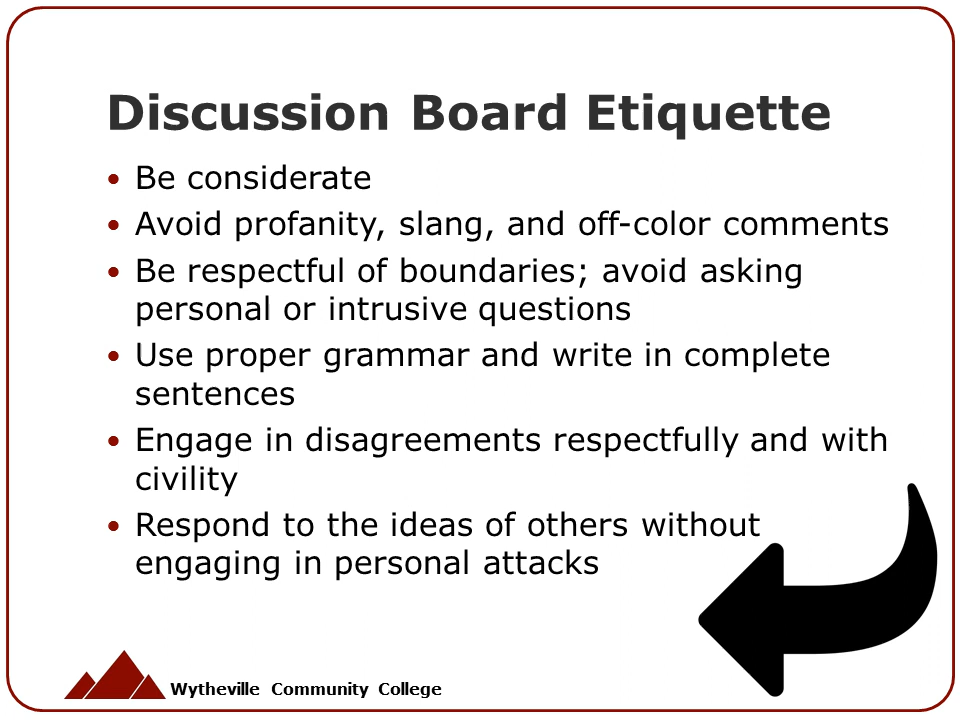 Discussion Board Etiquette
• Be considerate
• Avoid profanity, slang, and off-color comments
• Be respectful of boundaries; avoid asking
personal or intrusive questions
• Use proper grammar and write in complete
sentences
• Engage in disagreements respectfully and with
civility
• Respond to the ideas of others without
engaging in personal attacks
Wytheville Community College